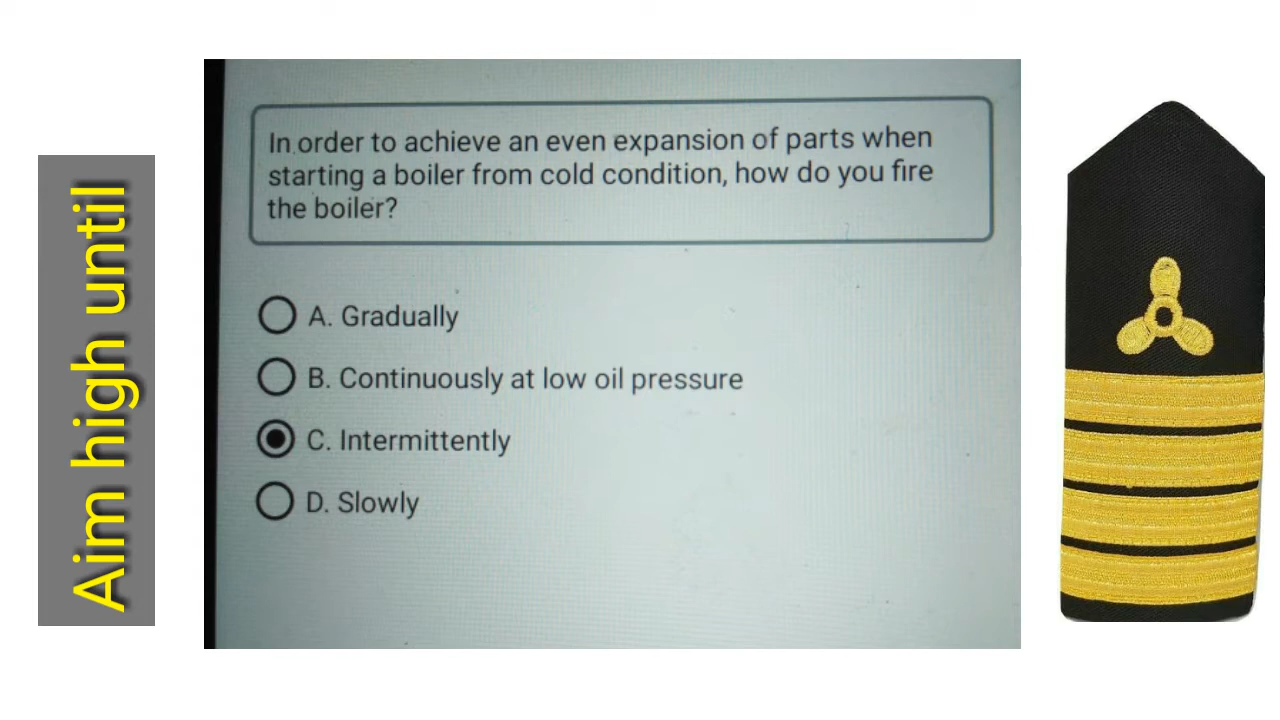 Aim high until
In order to achieve an even expansion of parts when
starting a boiler from cold condition, how do you fire
the boiler?
A. Gradually
B. Continuously at low oil pressure
C. Intermittently
D. Slowly